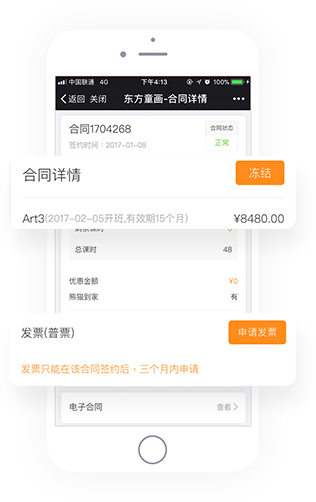 中国联通 4G 下午4:13 100%
返回 关闭 东方童画-合同详情
合同1704268
合同状态
签约时间：2017-01-08
正常
合同详情 冻结
Art3(2017-02-05开班,有效期15个月) ¥8480.00
总课时 48
优惠金额 ¥0
熊猫到家 有
发票(普票) 申请发票
发票只能在该合同签约后，三个月内申请
电子合同 查看